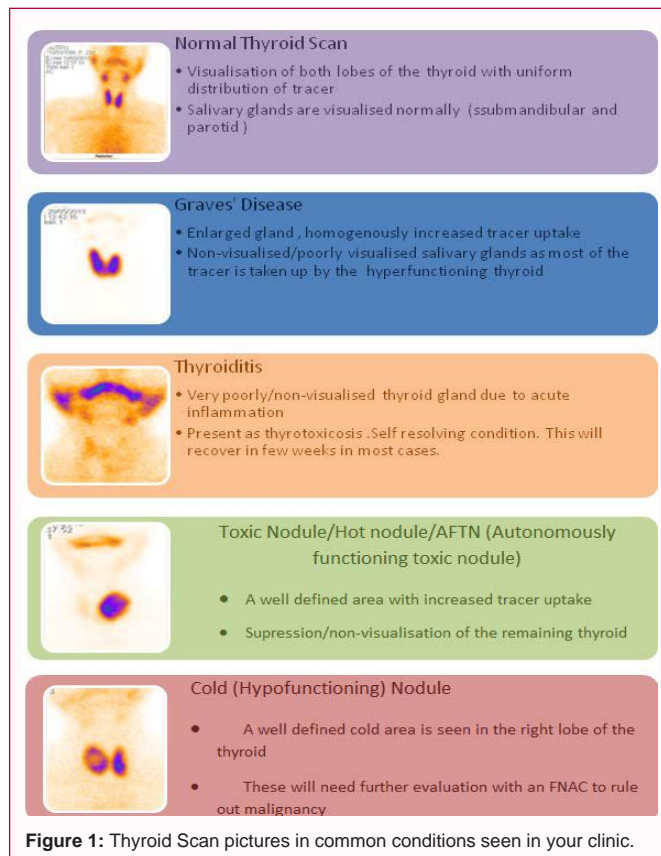 Normal Thyroid Scan
• Visualisation of both lobes of the thyroid with uniform
distribution of tracer
• Salivary glands are visualised normally (ssubmandibular and
parotid )
Graves' Disease
• Enlarged gland , homogenously increased tracer uptake
• Non-visualised/poorly visualised salivary glands as most of the
tracer is taken up by the hyperfunctioning thyroid
Thyroiditis
• Very poorly/non-visualised thyroid gland due to acute
inflammation
• Present as thyrotoxicosis .Self resolving condition. This will
recover in few weeks in most cases.
Toxic Nodule/Hot nodule/AFTN (Autonomously
functioning toxic nodule)
• A well defined area with increased tracer uptake
• Supression/non-visualisation of the remaining thyroid
Cold (Hypofunctioning) Nodule
• A well defined cold area is seen in the right lobe of the
thyroid
• These will need further evaluation with an FNAC to rule
out malignancy
Figure 1: Thyroid Scan pictures in common conditions seen in your clinic.